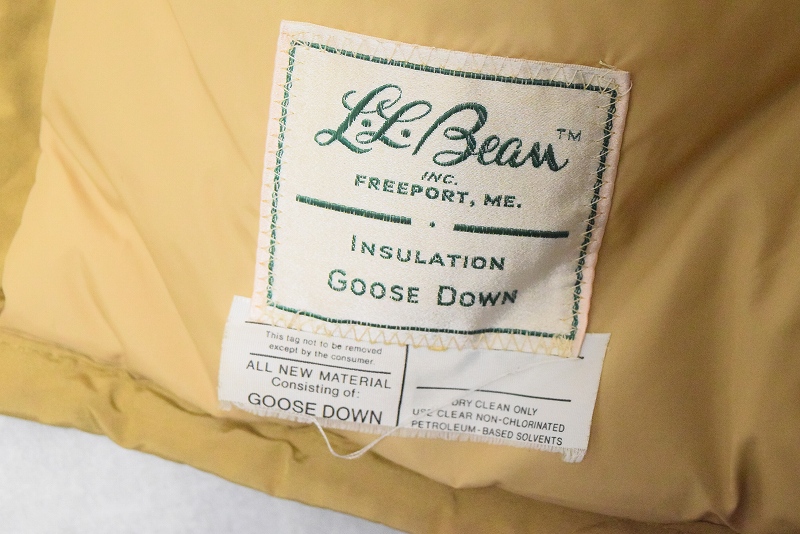 L.L.Bean™
INC.
FREEPORT, ME.
INSULATION
GOOSE DOWN
This tag not to be removed
except by the consumer.
ALL NEW MATERIAL
Consisting of:
GOOSE DOWN
DRY CLEAN ONLY
USE CLEAR NON-CHLORINATED
PETROLEUM-BASED SOLVENTS